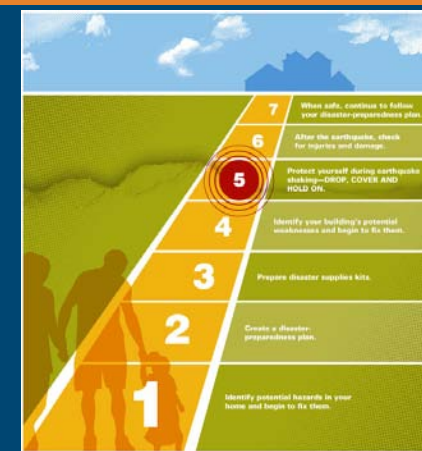 7
When safe, continue to follow
your disaster-preparedness plan.
6
After the earthquake, check
for injuries and damage.
5
Protect yourself during earthquake
shaking—DROP, COVER AND
HOLD ON.
4
Identify your building's potential
weaknesses and begin to fix them.
3
Prepare disaster supplies kits.
2
Create a disaster-
preparedness plan.
1
Identify potential hazards in your
home and begin to fix them.